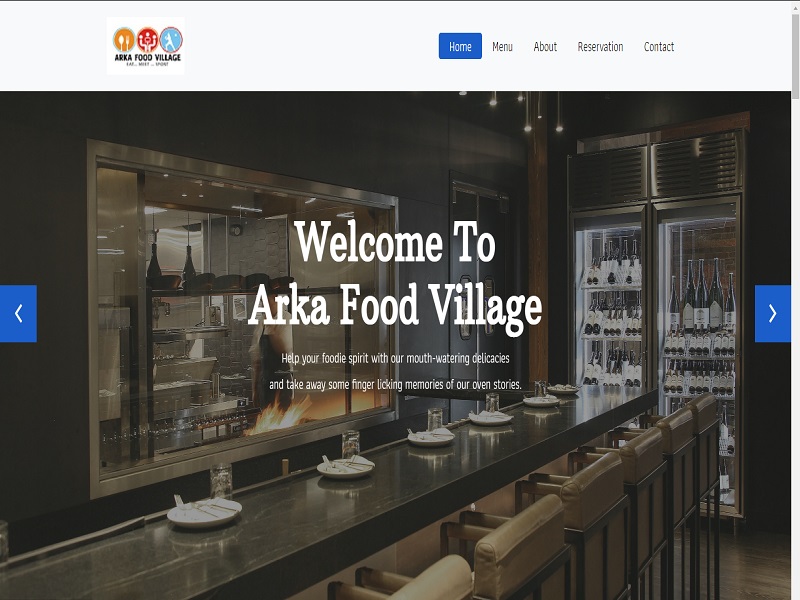 ARKA FOOD VILLAGE
EAT... MEET ... SPORT
Home Menu About Reservation Contact
Welcome To
Arka Food Village
Help your foodie spirit with our mouth-watering delicacies
and take away some finger licking memories of our oven stories.